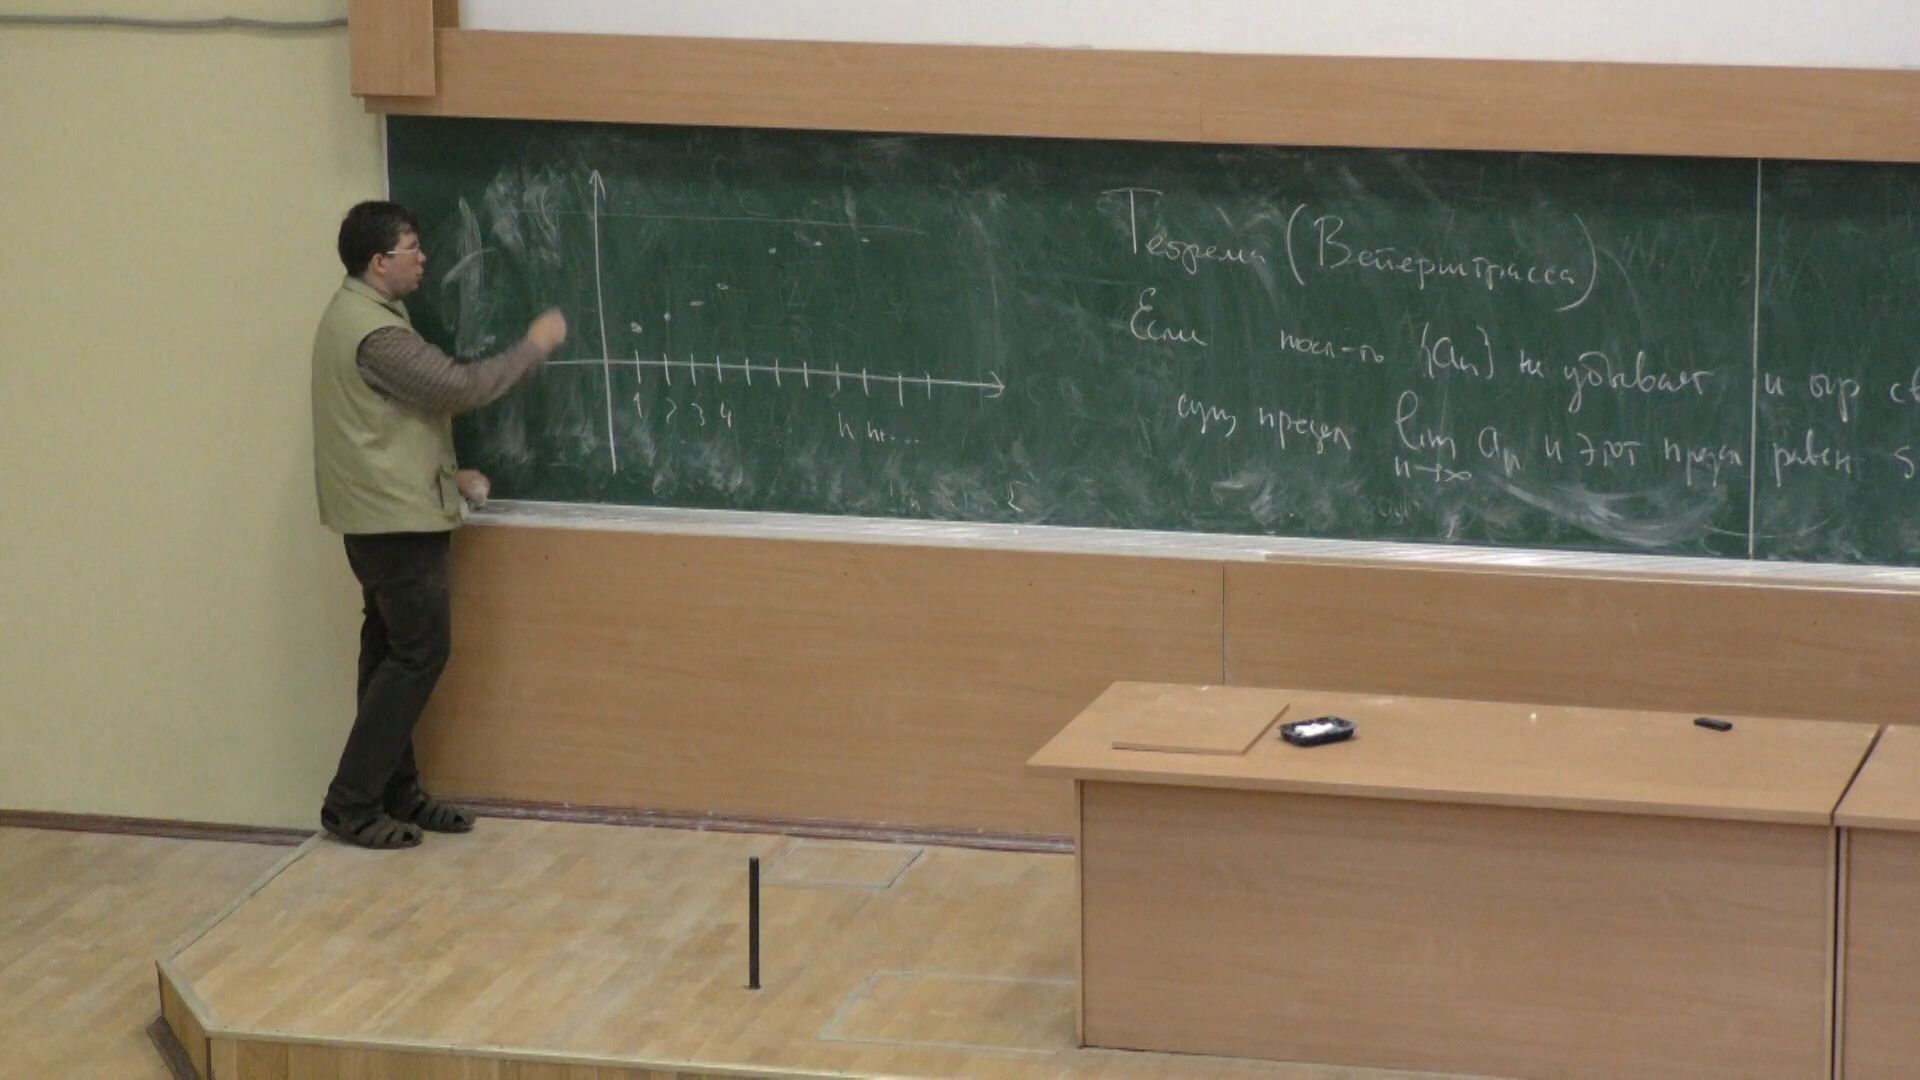 Теорема (Вейерштрасса)
Если посл-ть {an} не убывает и огр св
сущ предел lim an и этот предел равен s
n→∞
1 2 3 4 ... n n+...